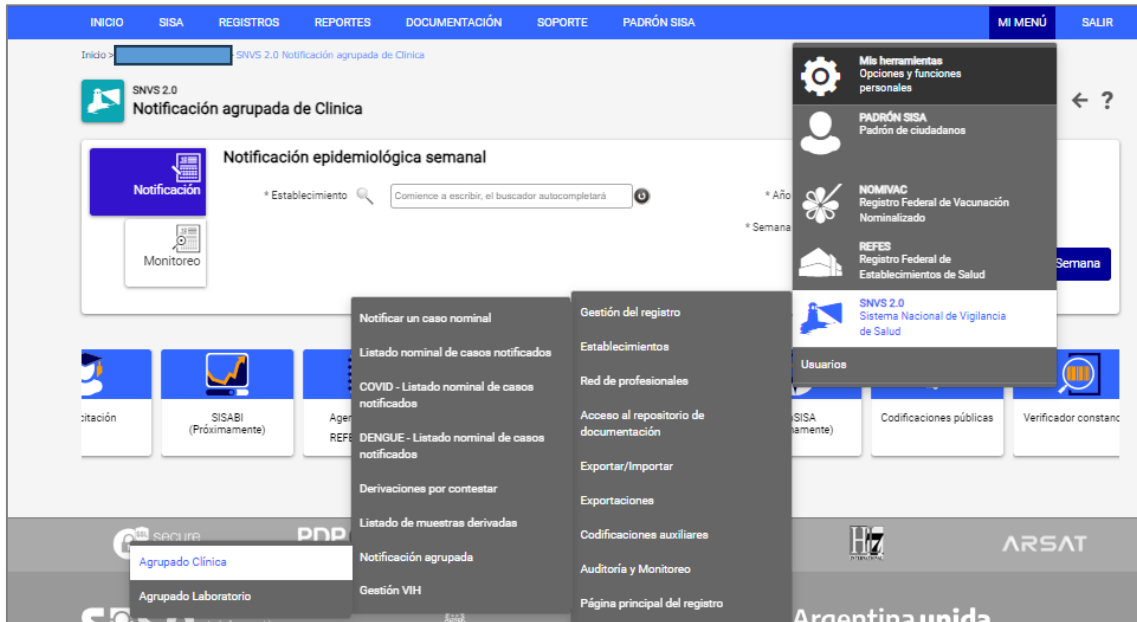 INICIO SISA REGISTROS REPORTES DOCUMENTACIÓN SOPORTE PADRÓN SISA MI MENÚ SALIR
Inicio > SNVS 2.0 Notificación agrupada de Clinica
SNVS 2.0
Notificación agrupada de Clinica
← ?
Notificación
Monitoreo
Notificación epidemiológica semanal
* Establecimiento Comience a escribir, el buscador autocompletará
* Año
* Semana
Semana
Mis herramientas
Opciones y funciones
personales
PADRÓN SISA
Padrón de ciudadanos
NOMIVAC
Registro Federal de Vacunación
Nominalizado
REFES
Registro Federal de
Establecimientos de Salud
SNVS 2.0
Sistema Nacional de Vigilancia
de Salud
Usuarios
Gestión del registro
Establecimientos
Red de profesionales
Acceso al repositorio de
documentación
Exportar/Importar
Exportaciones
Codificaciones auxiliares
Auditoría y Monitoreo
Página principal del registro
Notificar un caso nominal
Listado nominal de casos notificados
COVID - Listado nominal de casos
notificados
DENGUE - Listado nominal de casos
notificados
Derivaciones por contestar
Listado de muestras derivadas
Notificación agrupada
Gestión VIH
Agrupado Clínica
Agrupado Laboratorio
SISABI
(Próximamente)
Codificaciones públicas
Verificador constanc
secure
PDP
ARSAT
Argentina unida